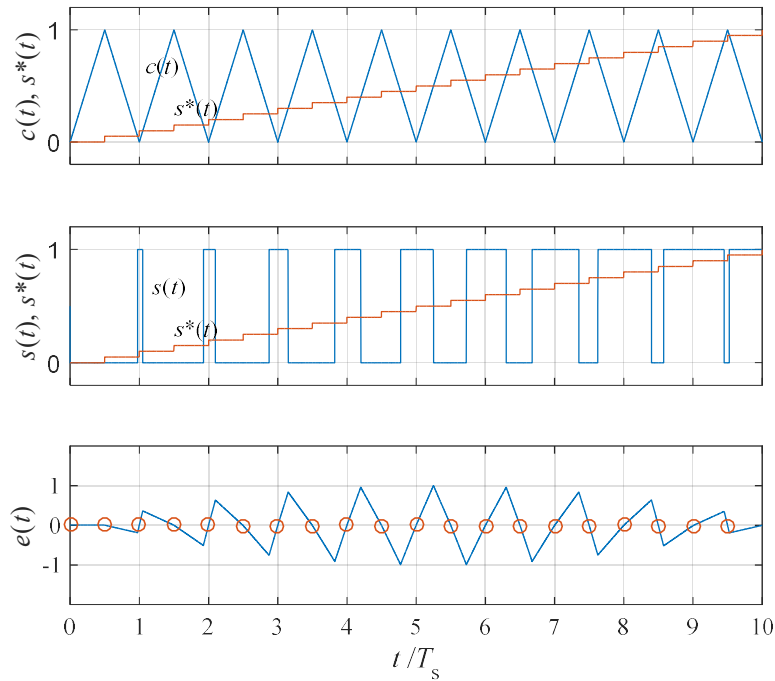 c(t), s*(t)
1
0
c(t)
s*(t)
s(t), s*(t)
1
0
s(t)
s*(t)
e(t)
1
0
-1
0 1 2 3 4 5 6 7 8 9 10
t /Ts